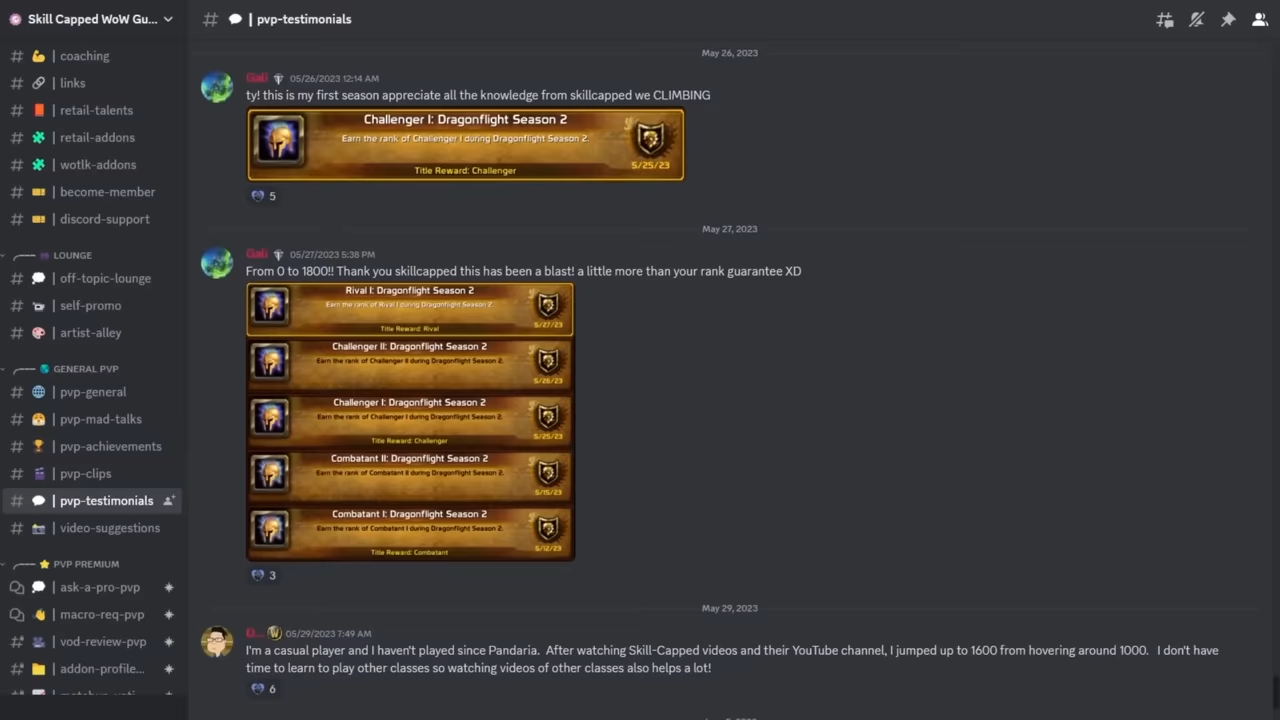 Skill Capped WoW Gu...
# | pvp-testimonials
# | coaching
# | links
# | retail-talents
# | retail-addons
# | wotlk-addons
# | become-member
# | discord-support
LOUNGE
# | off-topic-lounge
# | self-promo
# | artist-alley
GENERAL PVP
# | pvp-general
# | pvp-mad-talks
# | pvp-achievements
# | pvp-clips
# | pvp-testimonials
# | video-suggestions
PVP PREMIUM
| ask-a-pro-pvp
| macro-req-pvp
# | vod-review-pvp
# | addon-profile...
May 26, 2023
Gali 05/26/2023 12:14 AM
ty! this is my first season appreciate all the knowledge from skillcapped we CLIMBING
Challenger I: Dragonflight Season 2
Earn the rank of Challenger I during Dragonflight Season 2.
5/25/23
Title Reward: Challenger
5
May 27, 2023
Gali 05/27/2023 5:38 PM
From 0 to 1800!! Thank you skillcapped this has been a blast! a little more than your rank guarantee XD
Rival I: Dragonflight Season 2
Earn the rank of Rival I during Dragonflight Season 2.
5/27/23
Title Reward: Rival
Challenger II: Dragonflight Season 2
Earn the rank of Challenger II during Dragonflight Season 2.
5/26/23
Challenger I: Dragonflight Season 2
Earn the rank of Challenger I during Dragonflight Season 2.
5/25/23
Title Reward: Challenger
Combatant II: Dragonflight Season 2
Earn the rank of Combatant II during Dragonflight Season 2.
5/15/23
Combatant I: Dragonflight Season 2
Earn the rank of Combatant I during Dragonflight Season 2.
5/12/23
Title Reward: Combatant
3
May 29, 2023
O... 05/29/2023 7:49 AM
I'm a casual player and I haven't played since Pandaria. After watching Skill-Capped videos and their YouTube channel, I jumped up to 1600 from hovering around 1000. I don't have
time to learn to play other classes so watching videos of other classes also helps a lot!
6